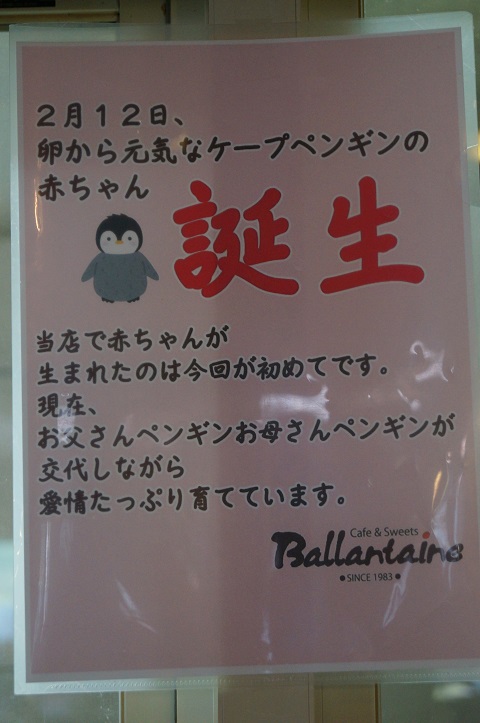 ２月１２日、
卵から元気なケープペンギンの
赤ちゃん
誕生
当店で赤ちゃんが
生まれたのは今回が初めてです。
現在、
お父さんペンギンお母さんペンギンが
交代しながら
愛情たっぷり育てています。
Cafe & Sweets
Ballantaine
●SINCE 1983●